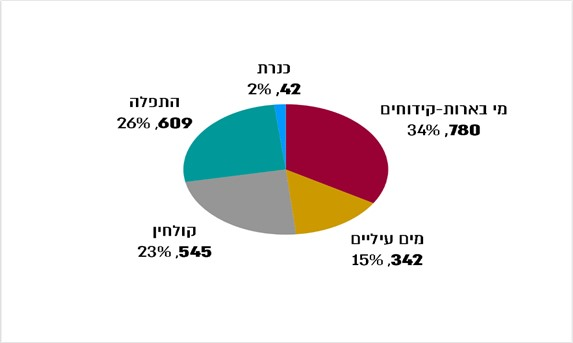 כנרת
42, 2%
התפלה
609, 26%
מי בארות-קידוחים
780, 34%
קולחין
545, 23%
מים עיליים
342, 15%